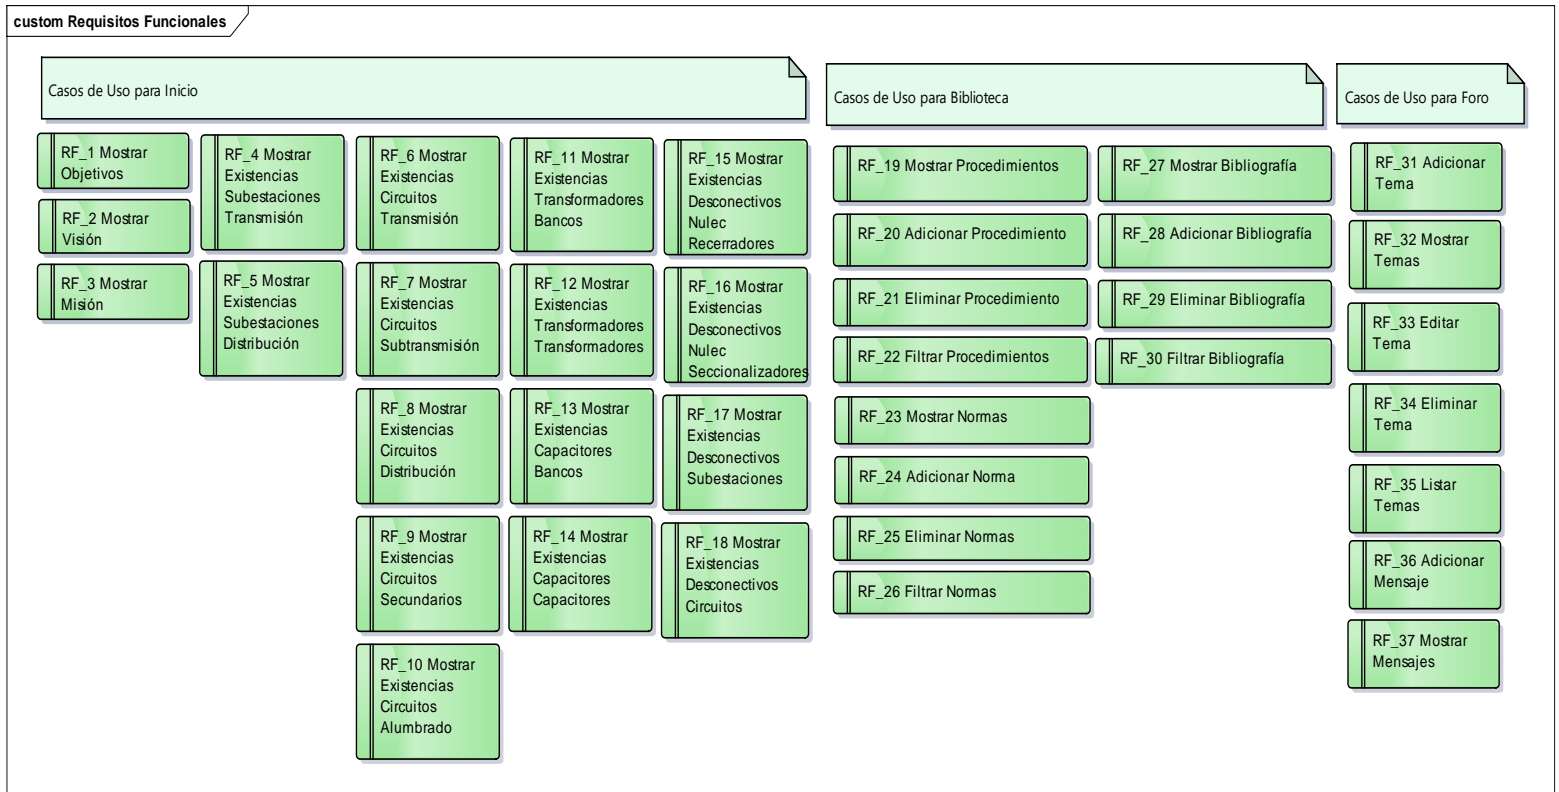 custom Requisitos Funcionales
Casos de Uso para Inicio
RF_1 Mostrar
Objetivos
RF_2 Mostrar
Visión
RF_3 Mostrar
Misión
RF_4 Mostrar
Existencias
Subestaciones
Transmisión
RF_5 Mostrar
Existencias
Subestaciones
Distribución
RF_6 Mostrar
Existencias
Circuitos
Transmisión
RF_7 Mostrar
Existencias
Circuitos
Subtransmisión
RF_8 Mostrar
Existencias
Circuitos
Distribución
RF_9 Mostrar
Existencias
Circuitos
Secundarios
RF_10 Mostrar
Existencias
Circuitos
Alumbrado
RF_11 Mostrar
Existencias
Transformadores
Bancos
RF_12 Mostrar
Existencias
Transformadores
Transformadores
RF_13 Mostrar
Existencias
Capacitores
Bancos
RF_14 Mostrar
Existencias
Capacitores
Capacitores
RF_15 Mostrar
Existencias
Desconectivos
Nulec
Recerradores
RF_16 Mostrar
Existencias
Desconectivos
Nulec
Seccionalizadores
RF_17 Mostrar
Existencias
Desconectivos
Subestaciones
RF_18 Mostrar
Existencias
Desconectivos
Circuitos
Casos de Uso para Biblioteca
RF_19 Mostrar Procedimientos
RF_20 Adicionar Procedimiento
RF_21 Eliminar Procedimiento
RF_22 Filtrar Procedimientos
RF_23 Mostrar Normas
RF_24 Adicionar Norma
RF_25 Eliminar Normas
RF_26 Filtrar Normas
RF_27 Mostrar Bibliografía
RF_28 Adicionar Bibliografía
RF_29 Eliminar Bibliografía
RF_30 Filtrar Bibliografía
Casos de Uso para Foro
RF_31 Adicionar
Tema
RF_32 Mostrar
Temas
RF_33 Editar
Tema
RF_34 Eliminar
Tema
RF_35 Listar
Temas
RF_36 Adicionar
Mensaje
RF_37 Mostrar
Mensajes